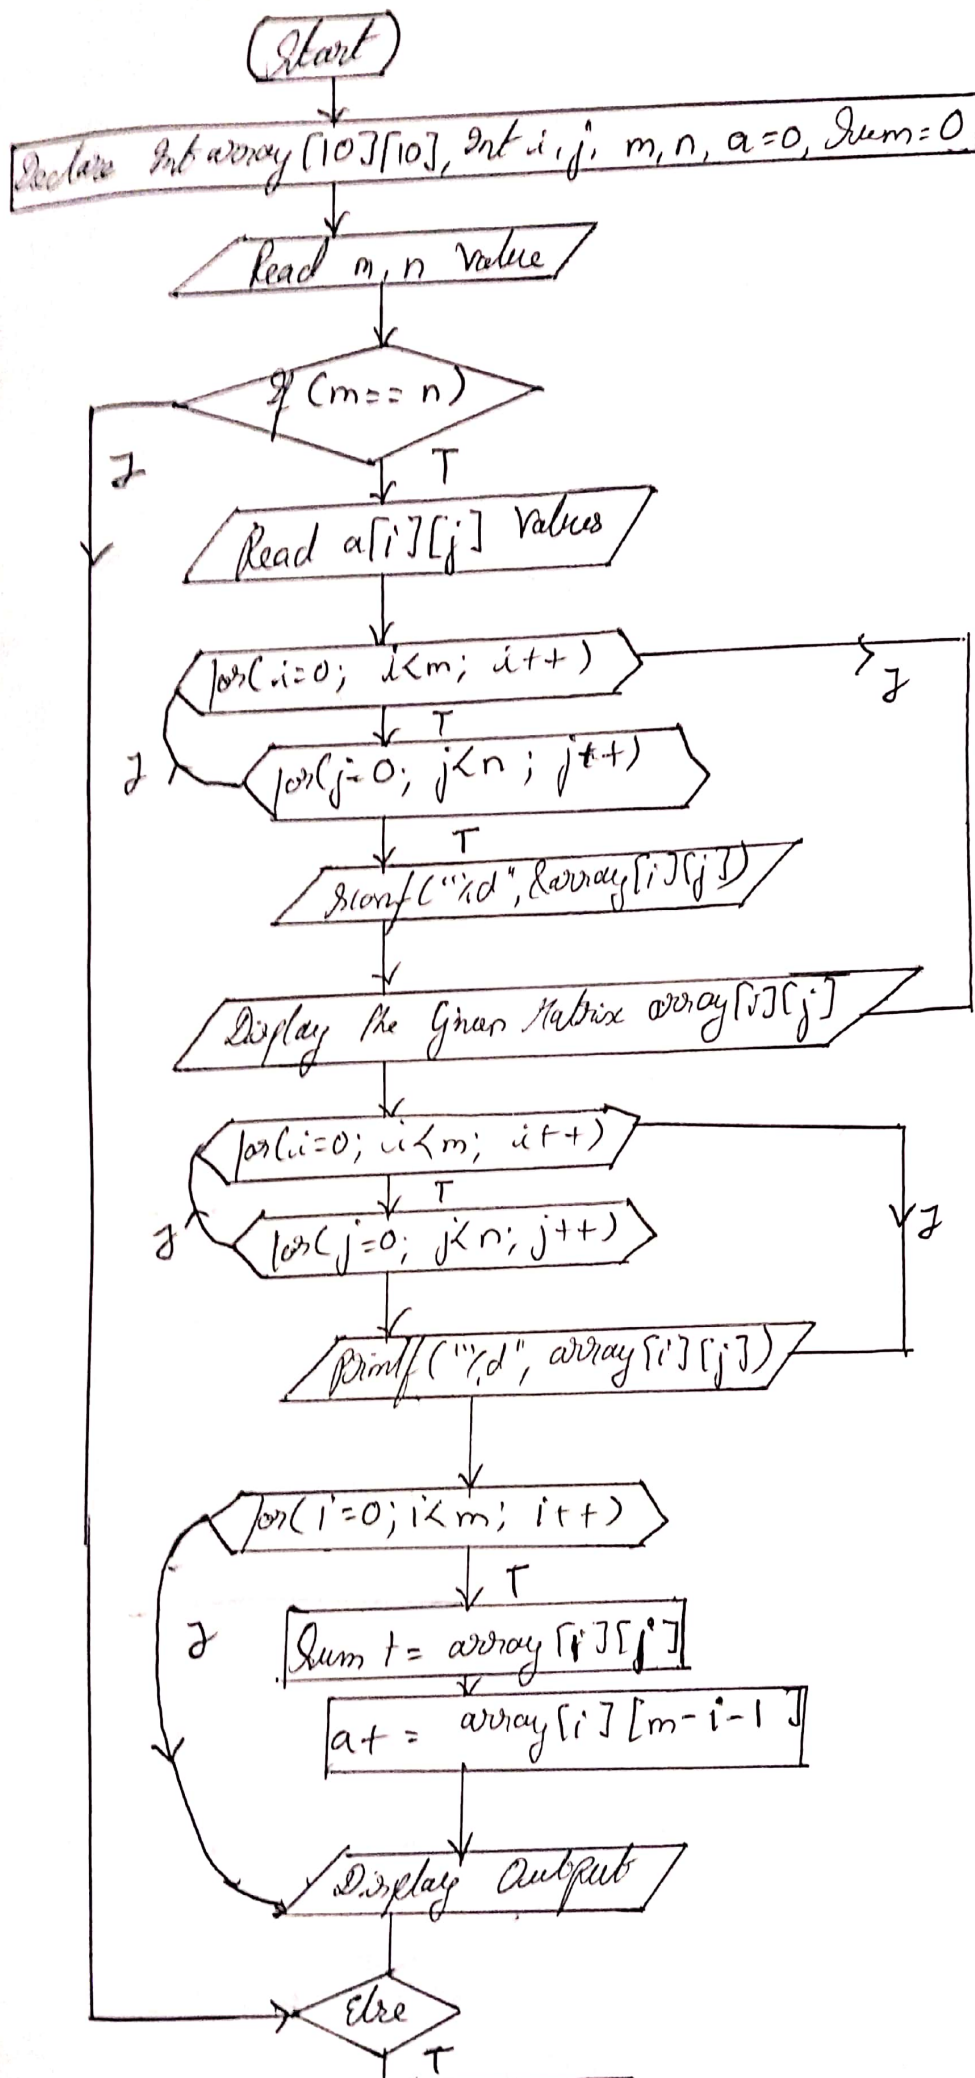 Start
Declare Int array[10][10], Int i, j, m, n, a=0, Sum=0
Read m, n Value
If (m == n)
F
T
Read a[i][j] Values
for(i=0; i<m; i++)
F
T
for(j=0; j<n; j++)
F
T
Scanf("%d", &array[i][j])
Display the Given Matrix array[i][j]
for(i=0; i<m; i++)
T
F
for(j=0; j<n; j++)
F
Printf("%d", array[i][j])
for(i=0; i<m; i++)
T
F
Sum += array[i][j]
a+ = array[i][m-i-1]
Display Output
Else
T